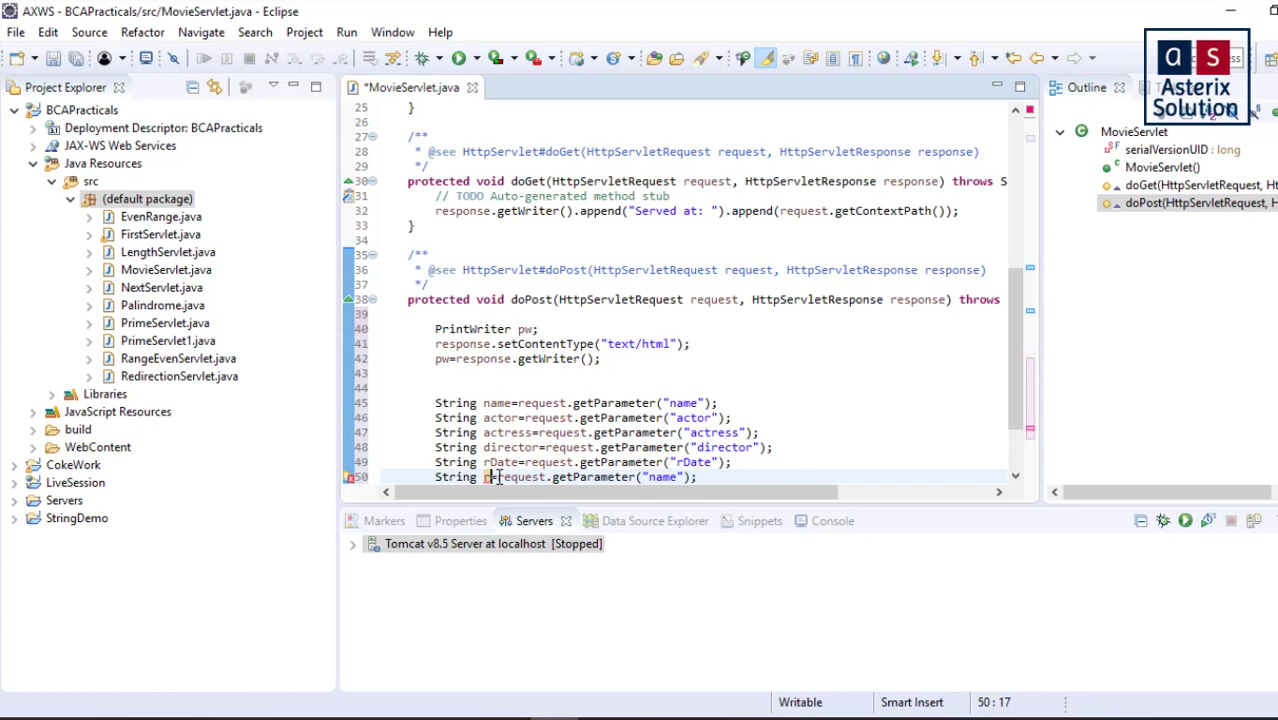 AXWS - BCAPracticals/src/MovieServlet.java - Eclipse
File Edit Source Refactor Navigate Search Project Run Window Help
a s
Asterix
Solution
Project Explorer
BCAPracticals
Deployment Descriptor: BCAPracticals
JAX-WS Web Services
Java Resources
src
(default package)
EvenRange.java
FirstServlet.java
LengthServlet.java
MovieServlet.java
NextServlet.java
Palindrome.java
PrimeServlet.java
PrimeServlet1.java
RangeEvenServlet.java
RedirectionServlet.java
Libraries
JavaScript Resources
build
WebContent
CokeWork
LiveSession
Servers
StringDemo
*MovieServlet.java
25 }
26
27 /**
28 * @see HttpServlet#doGet(HttpServletRequest request, HttpServletResponse response)
29 */
30 protected void doGet(HttpServletRequest request, HttpServletResponse response) throws S
31 // TODO Auto-generated method stub
32 response.getWriter().append("Served at: ").append(request.getContextPath());
33 }
34
35 /**
36 * @see HttpServlet#doPost(HttpServletRequest request, HttpServletResponse response)
37 */
38 protected void doPost(HttpServletRequest request, HttpServletResponse response) throws
39
40 PrintWriter pw;
41 response.setContentType("text/html");
42 pw=response.getWriter();
43
44
45 String name=request.getParameter("name");
46 String actor=request.getParameter("actor");
47 String actress=request.getParameter("actress");
48 String director=request.getParameter("director");
49 String rDate=request.getParameter("rDate");
50 String r=request.getParameter("name");
Outline
MovieServlet
serialVersionUID : long
MovieServlet()
doGet(HttpServletRequest, H
doPost(HttpServletRequest, H
Markers Properties Servers Data Source Explorer Snippets Console
Tomcat v8.5 Server at localhost [Stopped]
Writable Smart Insert 50 : 17